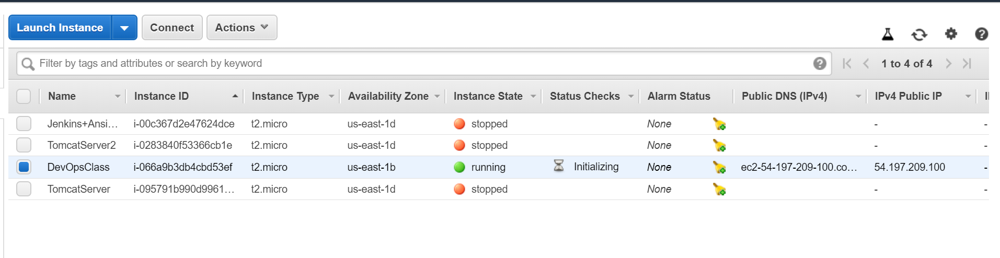 Launch Instance Connect Actions
Filter by tags and attributes or search by keyword 1 to 4 of 4
Name Instance ID Instance Type Availability Zone Instance State Status Checks Alarm Status Public DNS (IPv4) IPv4 Public IP
Jenkins+Ansi… i-00c367d2e47624dce t2.micro us-east-1d stopped None - -
TomcatServer2 i-0283840f53366cb1e t2.micro us-east-1d stopped None - -
DevOpsClass i-066a9b3db4cbd53ef t2.micro us-east-1b running Initializing None ec2-54-197-209-100.co… 54.197.209.100 -
TomcatServer i-095791b990d9961… t2.micro us-east-1d stopped None - -